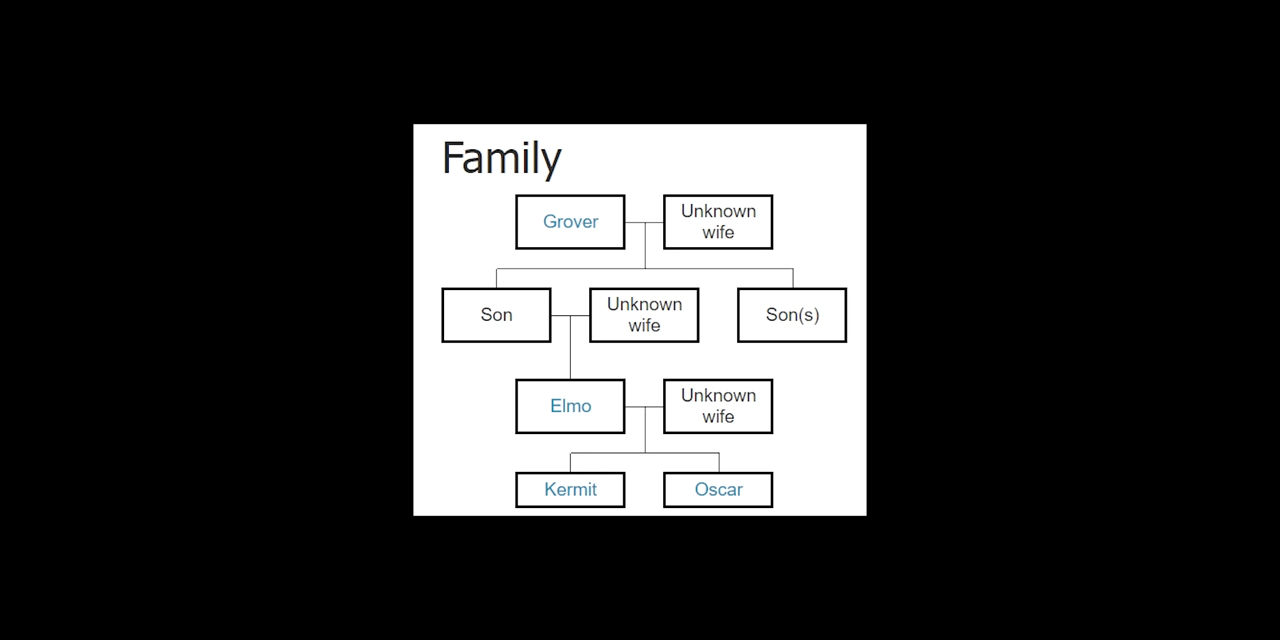 Family
Grover
Unknown
wife
Son
Unknown
wife
Son(s)
Elmo
Unknown
wife
Kermit
Oscar